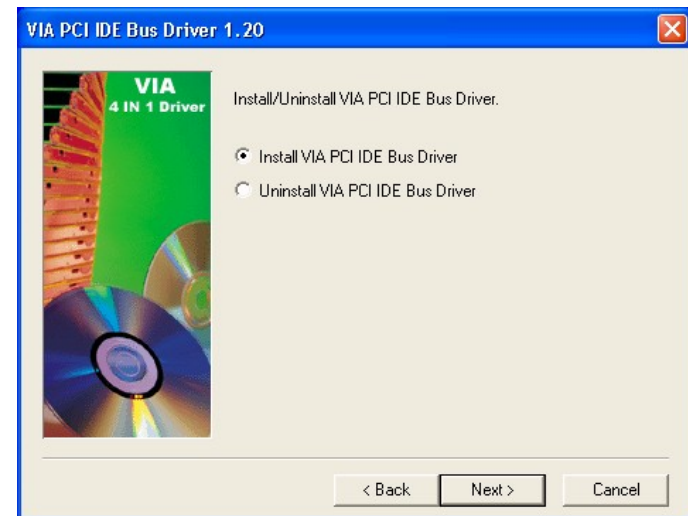 VIA PCI IDE Bus Driver 1.20
VIA
4 IN 1 Driver
Install/Uninstall VIA PCI IDE Bus Driver.
Install VIA PCI IDE Bus Driver
Uninstall VIA PCI IDE Bus Driver
< Back
Next >
Cancel